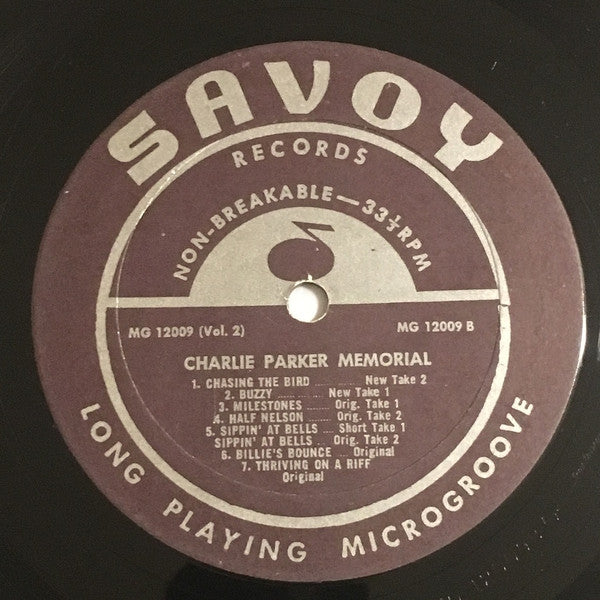 SAVOY
RECORDS
NON-BREAKABLE — 33⅓ RPM
MG 12009 (Vol. 2) MG 12009 B
CHARLIE PARKER MEMORIAL
1. CHASING THE BIRD ........ New Take 2
2. BUZZY ........ New Take 1
3. MILESTONES ...... Orig. Take 1
4. HALF NELSON ..... Orig. Take 2
5. SIPPIN' AT BELLS .... Short Take 1
SIPPIN' AT BELLS .... Orig. Take 2
6. BILLIE'S BOUNCE ..... Original
7. THRIVING ON A RIFF
Original
LONG PLAYING MICROGROOVE